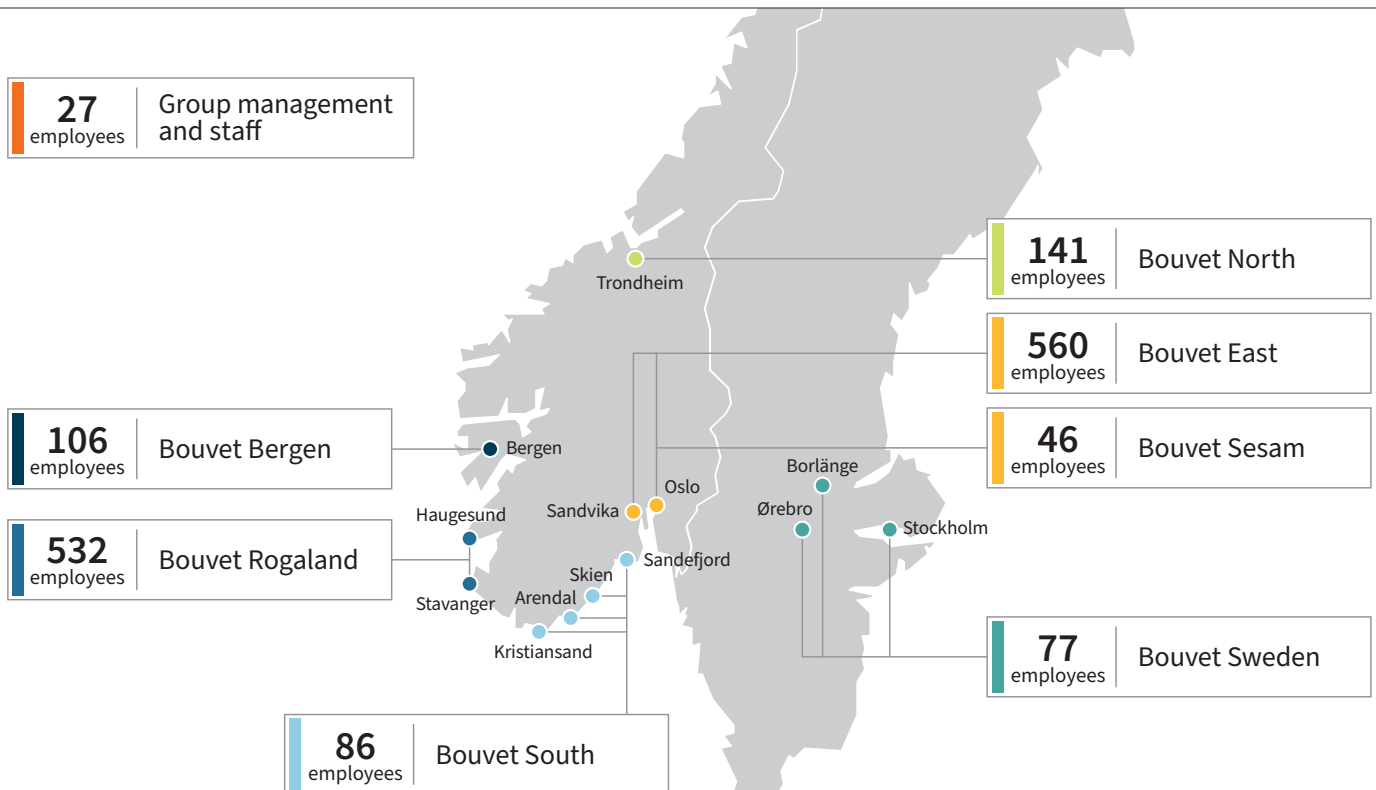 27
employees
Group management
and staff
141
employees
Bouvet North
Trondheim
560
employees
Bouvet East
106
employees
Bouvet Bergen
Bergen
46
employees
Bouvet Sesam
Borlänge
Oslo
Sandvika
Ørebro
Stockholm
Haugesund
532
employees
Bouvet Rogaland
Sandefjord
Skien
Arendal
Stavanger
Kristiansand
77
employees
Bouvet Sweden
86
employees
Bouvet South